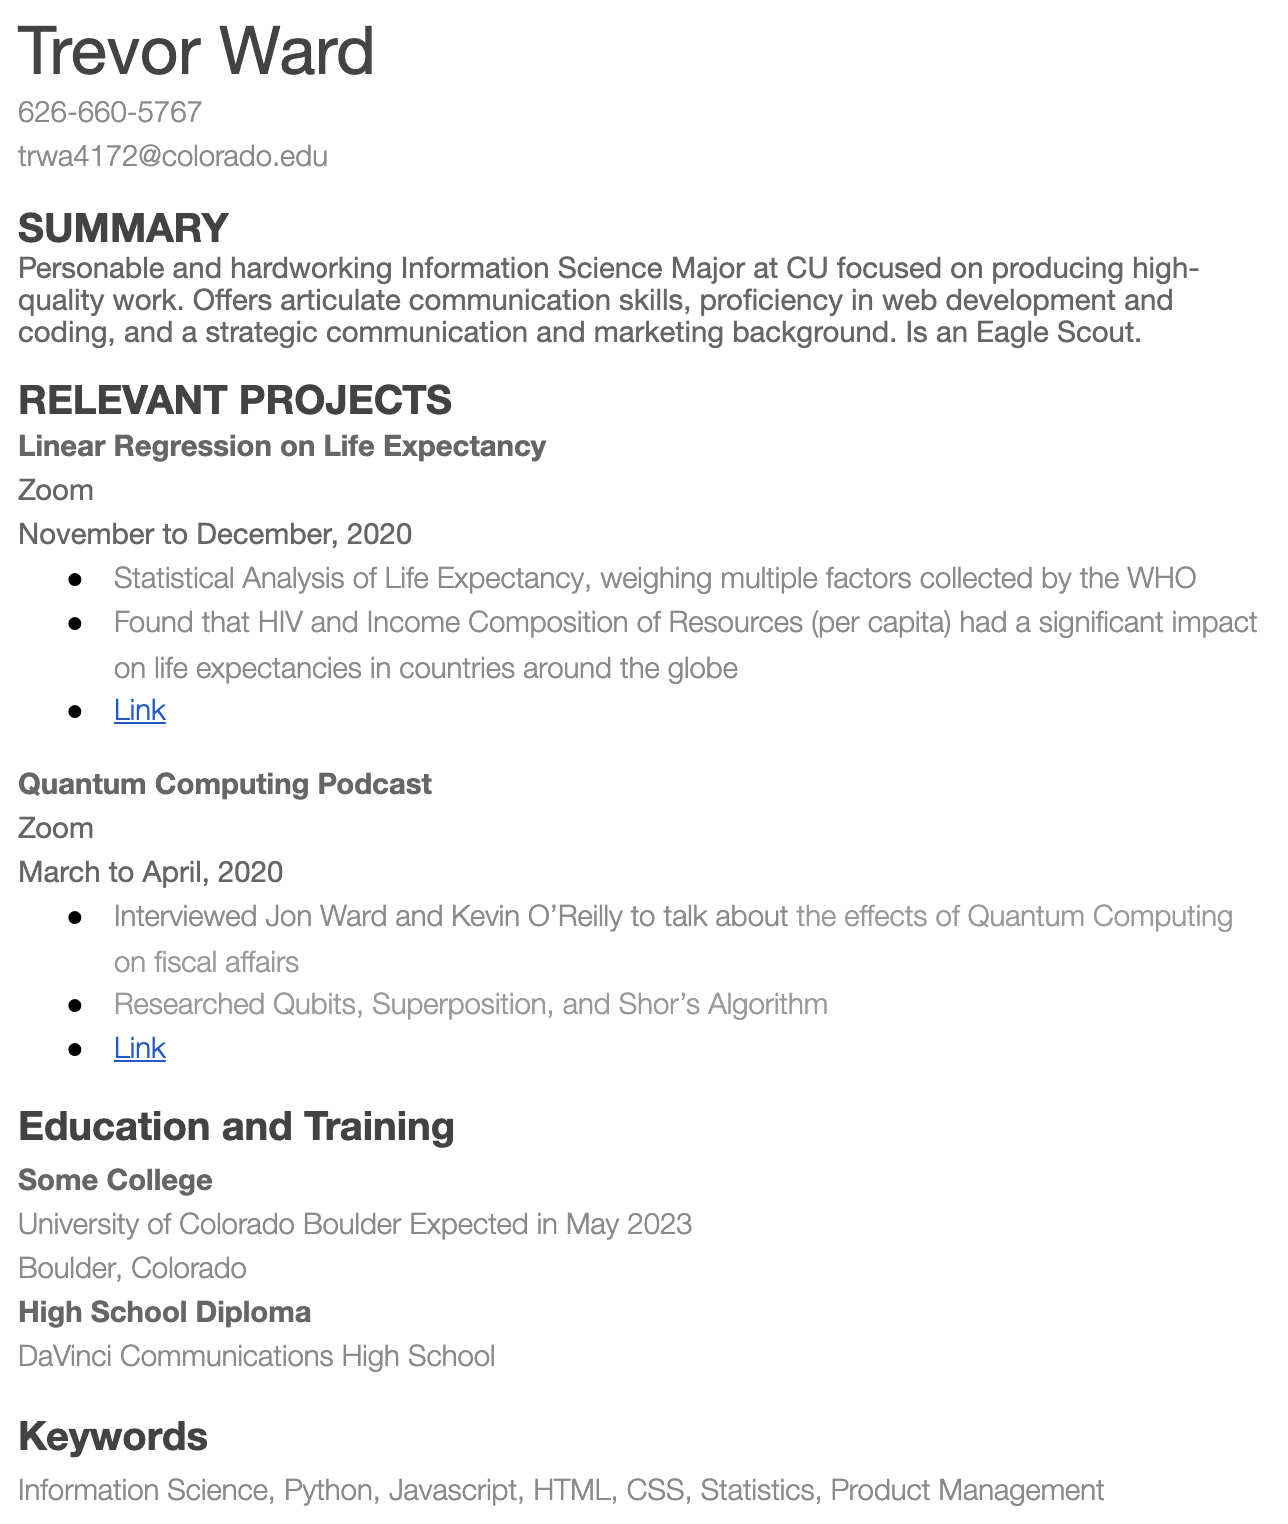 Trevor Ward
626-660-5767
trwa4172@colorado.edu
SUMMARY
Personable and hardworking Information Science Major at CU focused on producing high-
quality work. Offers articulate communication skills, proficiency in web development and
coding, and a strategic communication and marketing background. Is an Eagle Scout.
RELEVANT PROJECTS
Linear Regression on Life Expectancy
Zoom
November to December, 2020
● Statistical Analysis of Life Expectancy, weighing multiple factors collected by the WHO
● Found that HIV and Income Composition of Resources (per capita) had a significant impact
on life expectancies in countries around the globe
● Link
Quantum Computing Podcast
Zoom
March to April, 2020
● Interviewed Jon Ward and Kevin O’Reilly to talk about the effects of Quantum Computing
on fiscal affairs
● Researched Qubits, Superposition, and Shor’s Algorithm
● Link
Education and Training
Some College
University of Colorado Boulder Expected in May 2023
Boulder, Colorado
High School Diploma
DaVinci Communications High School
Keywords
Information Science, Python, Javascript, HTML, CSS, Statistics, Product Management